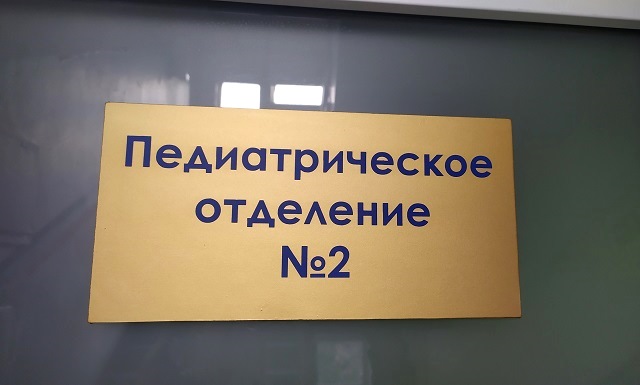 Педиатрическое
отделение
№2